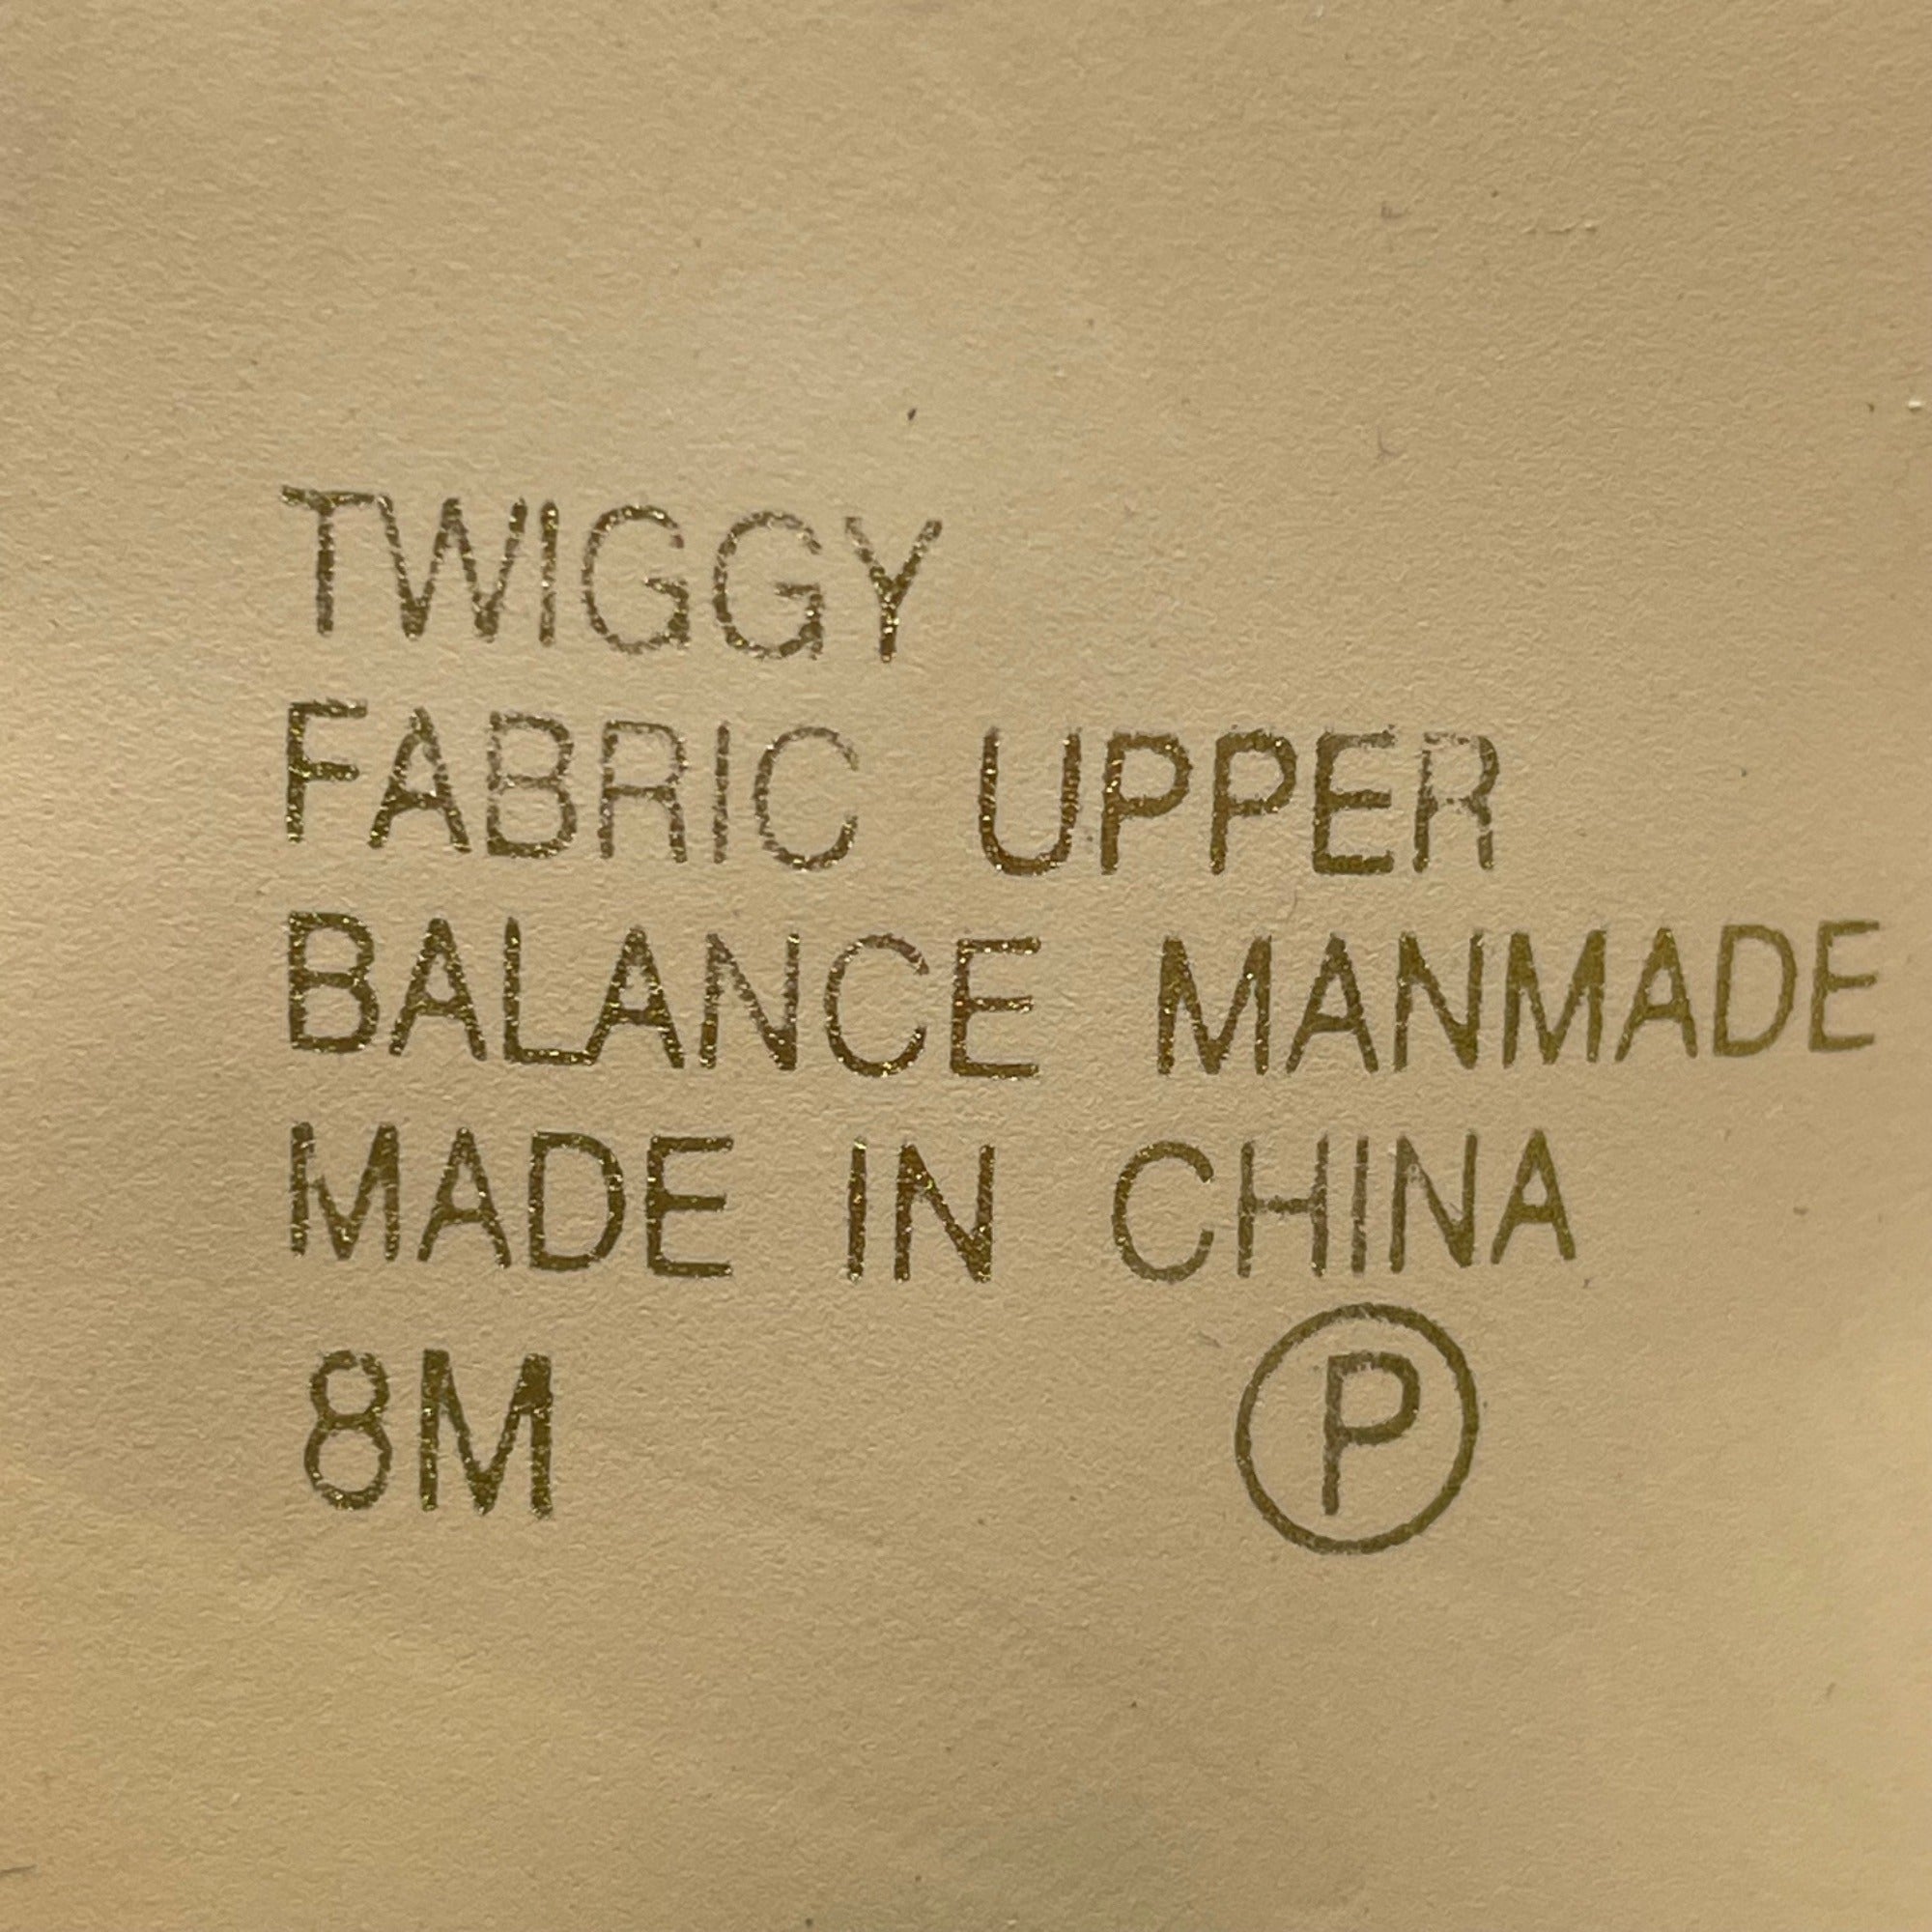 TWIGGY
FABRIC UPPER
BALANCE MANMADE
MADE IN CHINA
8M Ⓟ